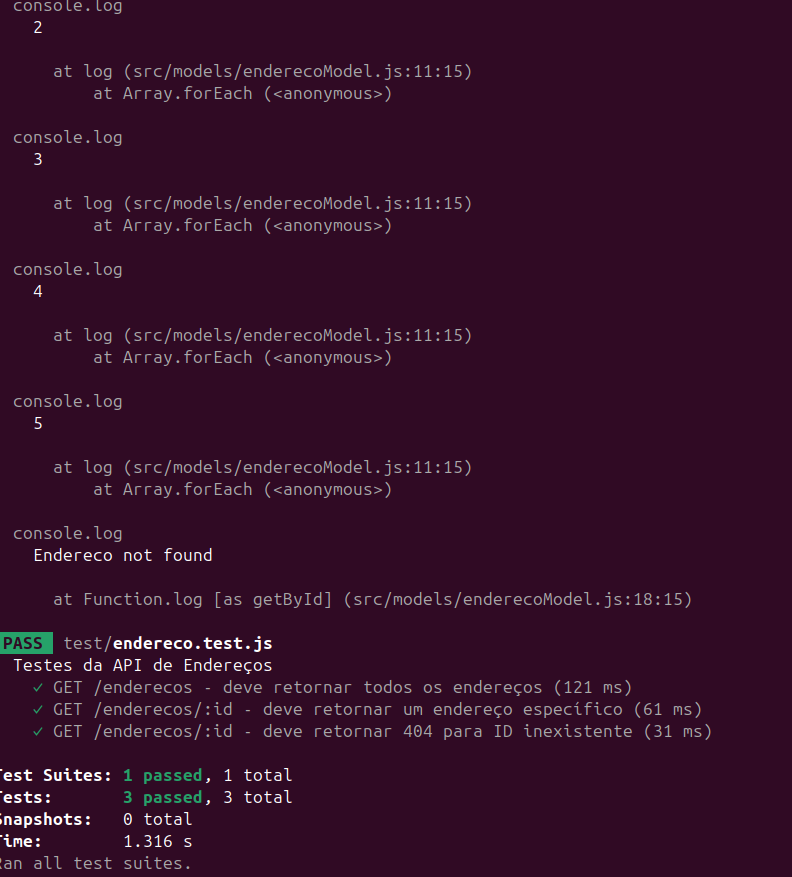 console.log
2
at log (src/models/enderecoModel.js:11:15)
at Array.forEach (<anonymous>)
console.log
3
at log (src/models/enderecoModel.js:11:15)
at Array.forEach (<anonymous>)
console.log
4
at log (src/models/enderecoModel.js:11:15)
at Array.forEach (<anonymous>)
console.log
5
at log (src/models/enderecoModel.js:11:15)
at Array.forEach (<anonymous>)
console.log
Endereco not found
at Function.log [as getById] (src/models/enderecoModel.js:18:15)
PASS test/endereco.test.js
Testes da API de Endereços
✓ GET /enderecos - deve retornar todos os endereços (121 ms)
✓ GET /enderecos/:id - deve retornar um endereço específico (61 ms)
✓ GET /enderecos/:id - deve retornar 404 para ID inexistente (31 ms)
Test Suites: 1 passed, 1 total
Tests: 3 passed, 3 total
Snapshots: 0 total
Time: 1.316 s
Ran all test suites.